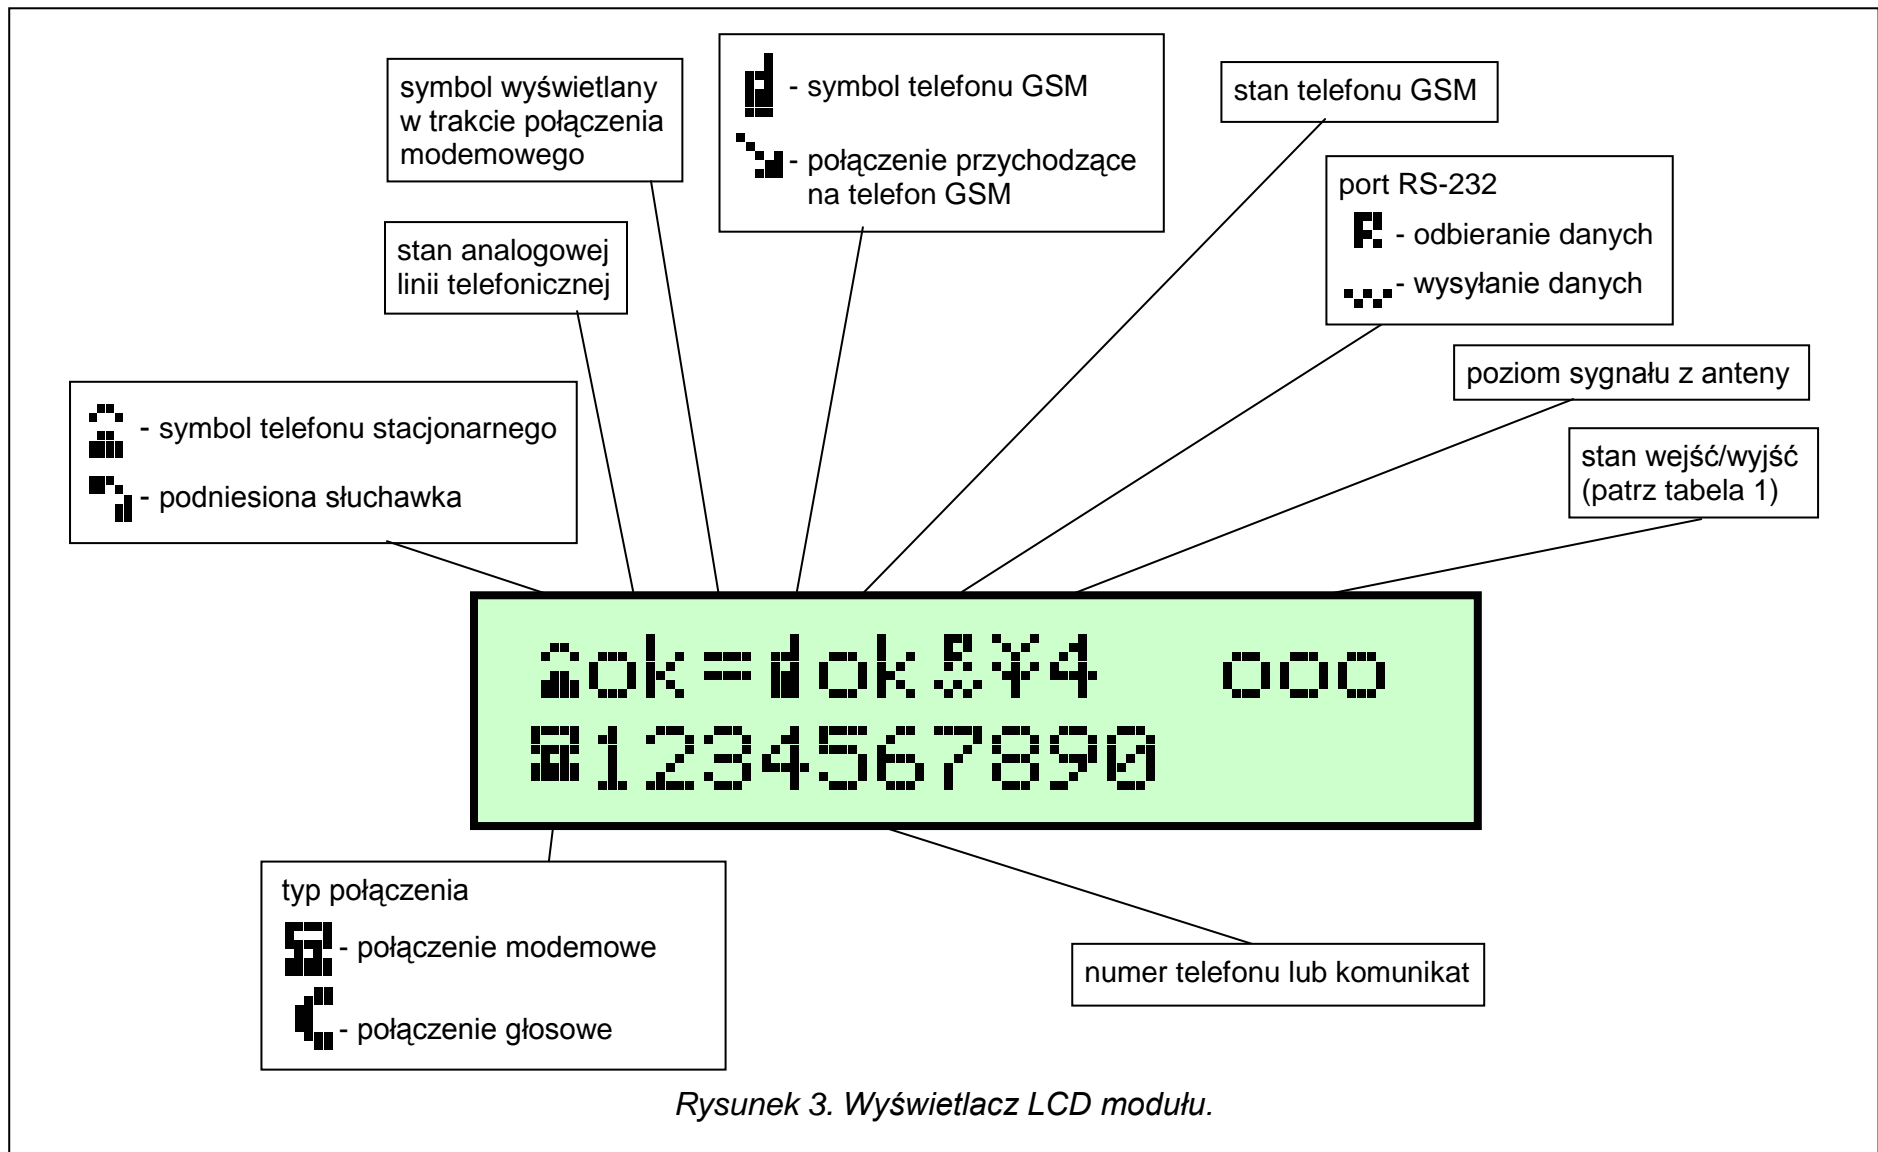 symbol wyświetlany
w trakcie połączenia
modemowego
- symbol telefonu GSM
- połączenie przychodzące
na telefon GSM
stan telefonu GSM
port RS-232
R - odbieranie danych
- wysyłanie danych
stan analogowej
linii telefonicznej
poziom sygnału z anteny
- symbol telefonu stacjonarnego
- podniesiona słuchawka
stan wejść/wyjść
(patrz tabela 1)
ok= ok R 4 ooo
1234567890
typ połączenia
- połączenie modemowe
- połączenie głosowe
numer telefonu lub komunikat
Rysunek 3. Wyświetlacz LCD modułu.